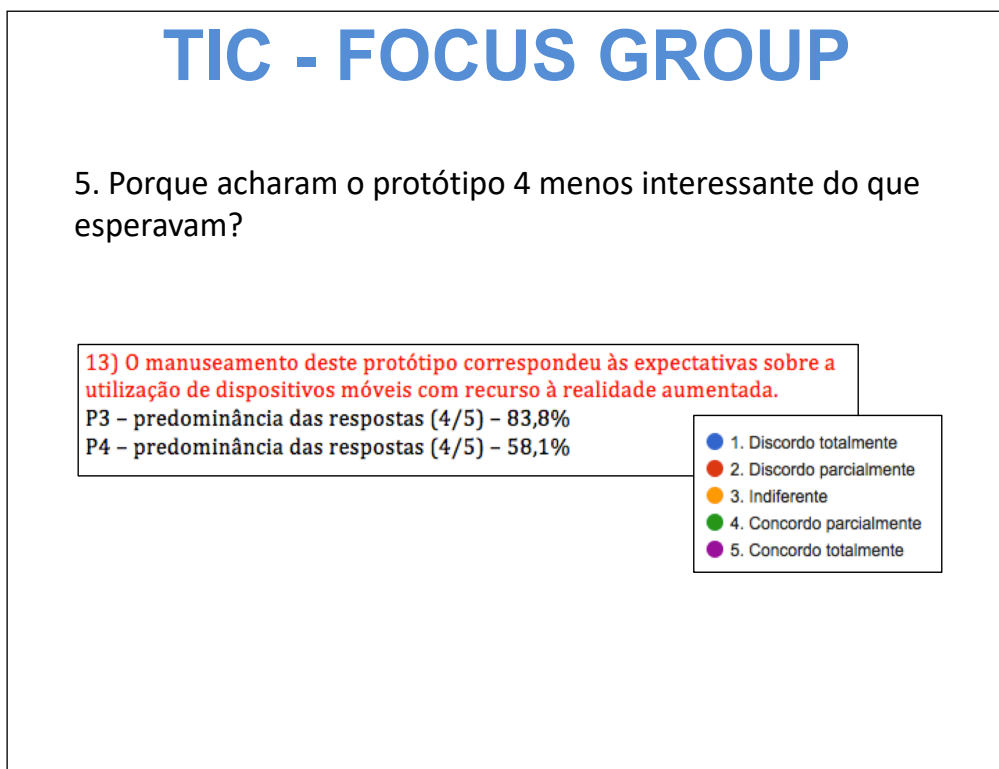 TIC - FOCUS GROUP
5. Porque acharam o protótipo 4 menos interessante do que
esperavam?
13) O manuseamento deste protótipo correspondeu às expectativas sobre a
utilização de dispositivos móveis com recurso à realidade aumentada.
P3 – predominância das respostas (4/5) – 83,8%
P4 – predominância das respostas (4/5) – 58,1%
1. Discordo totalmente
2. Discordo parcialmente
3. Indiferente
4. Concordo parcialmente
5. Concordo totalmente